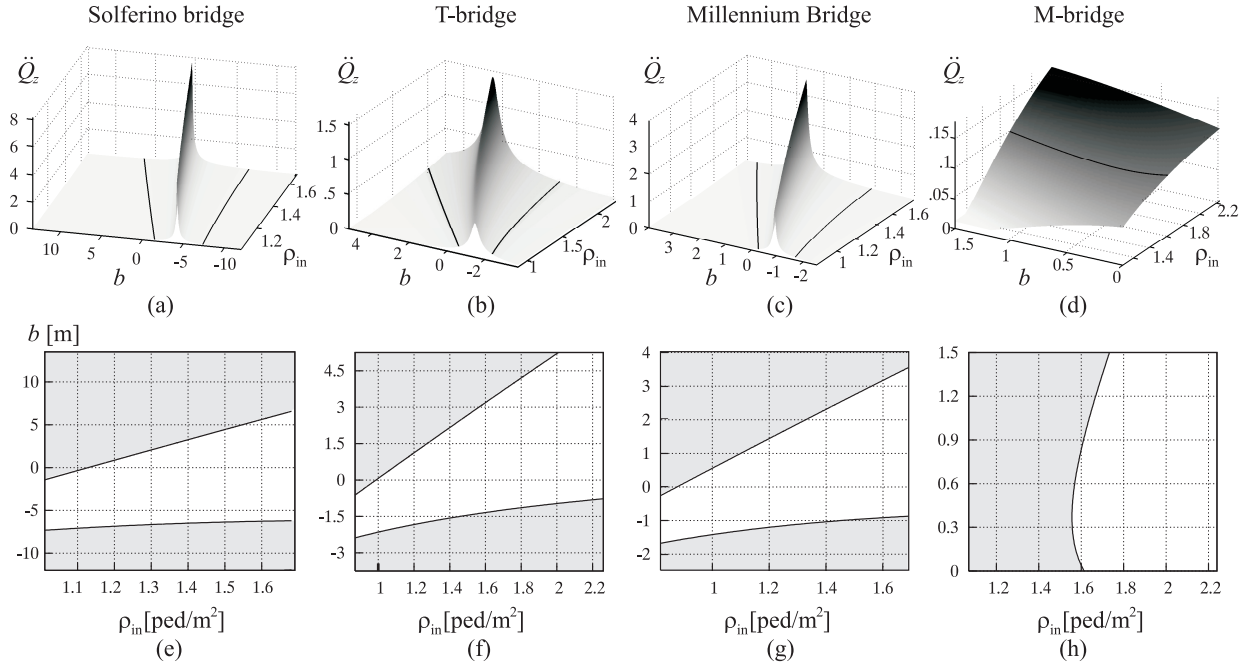 Solferino bridge
T-bridge
Millennium Bridge
M-bridge
Q̈z
8
6
4
2
0
10
5
0
-5
-10
b
1.2
1.4
1.6
ρin
(a)
Q̈z
1.5
1
.5
0
4
2
0
-2
b
1
1.5
2
ρin
(b)
Q̈z
4
3
2
1
0
3
2
1
0
-1
-2
b
1
1.2
1.4
1.6
ρin
(c)
Q̈z
.15
.1
.05
0
1.5
1
0.5
0
b
1.4
1.8
2.2
ρin
(d)
b [m]
10
5
0
-5
-10
1.1 1.2 1.3 1.4 1.5 1.6
ρin[ped/m²]
(e)
4.5
3
1.5
0
-1.5
-3
1 1.2 1.4 1.6 1.8 2 2.2
ρin[ped/m²]
(f)
4
3
2
1
0
-1
-2
1 1.2 1.4 1.6
ρin[ped/m²]
(g)
1.5
1.2
0.9
0.6
0.3
0
1.2 1.4 1.6 1.8 2 2.2
ρin[ped/m²]
(h)